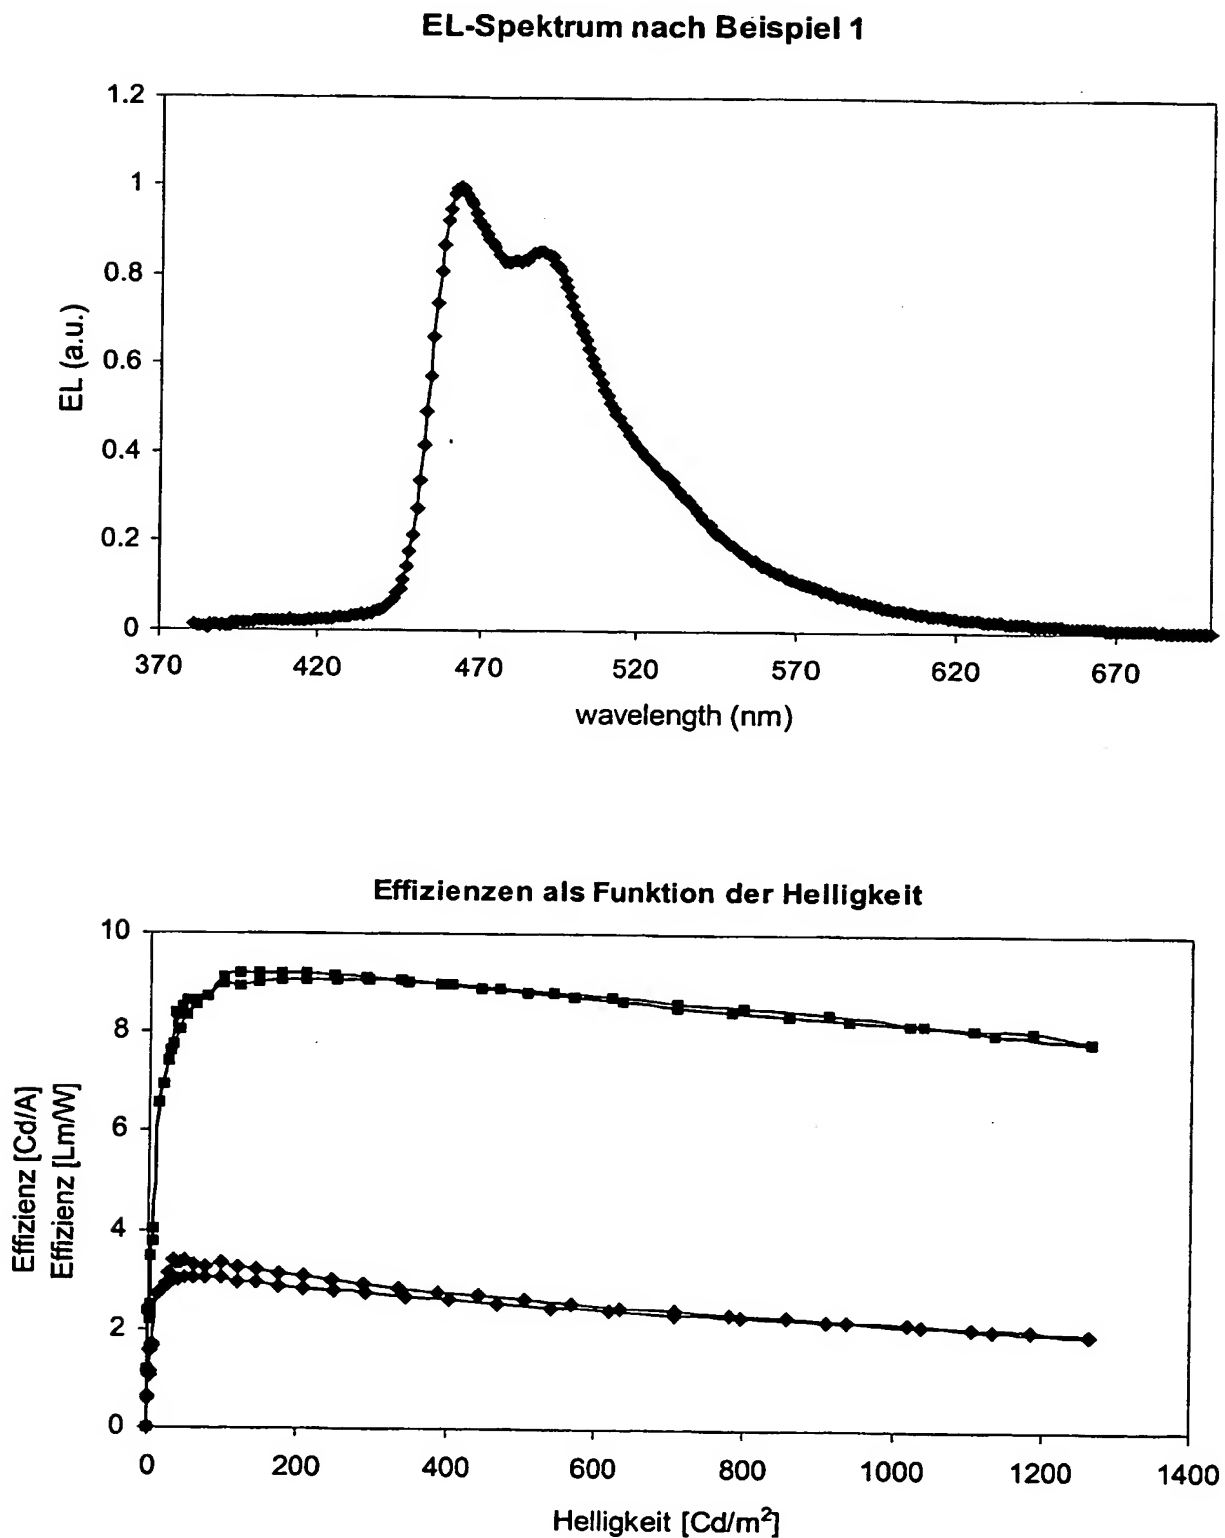 EL-Spektrum nach Beispiel 1
1.2
1
0.8
0.6
0.4
0.2
0
EL (a.u.)
370 420 470 520 570 620 670
wavelength (nm)
Effizienzen als Funktion der Helligkeit
10
8
6
4
2
0
Effizienz [Cd/A]
Effizienz [Lm/W]
0 200 400 600 800 1000 1200 1400
Helligkeit [Cd/m²]